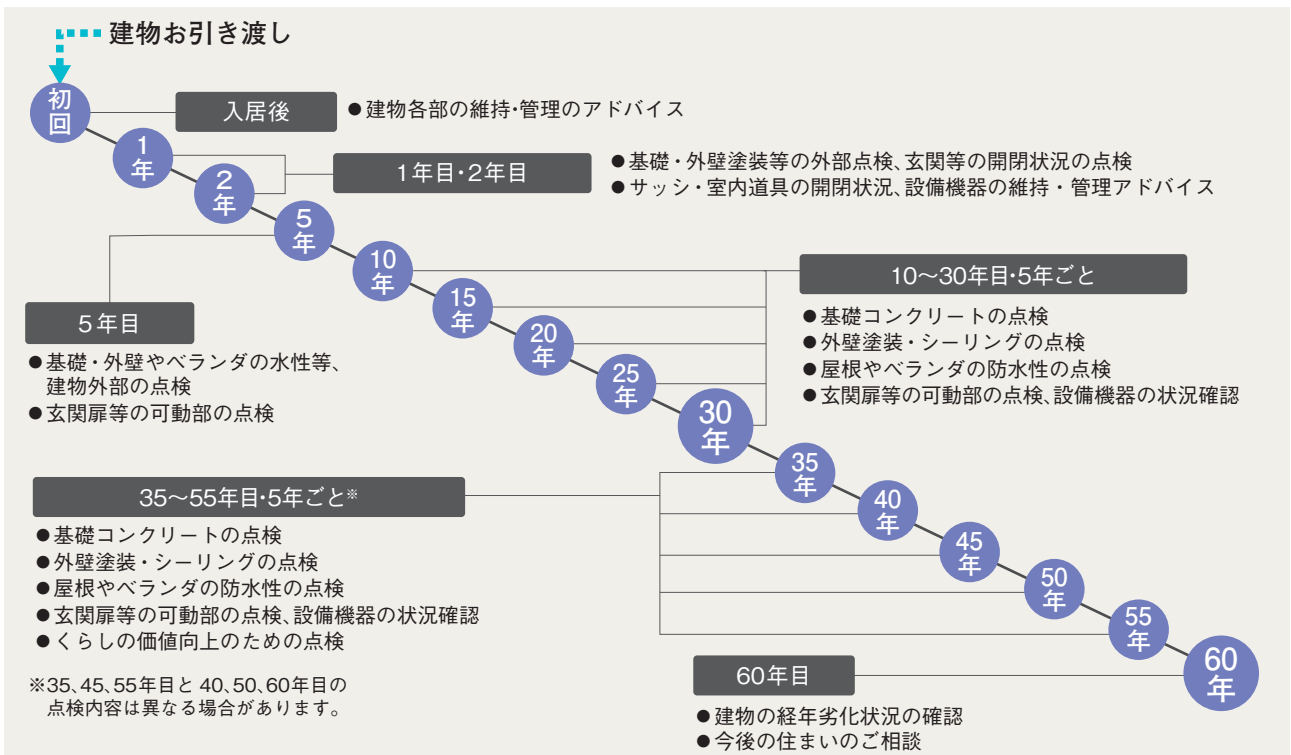 建物お引き渡し
初回
入居後
●建物各部の維持・管理のアドバイス
1年
2年
1年目・2年目
●基礎・外壁塗装等の外部点検、玄関等の開閉状況の点検
●サッシ・室内道具の開閉状況、設備機器の維持・管理アドバイス
5年
5年目
●基礎・外壁やベランダの水性等、
建物外部の点検
●玄関扉等の可動部の点検
10年
15年
20年
25年
30年
10〜30年目・5年ごと
●基礎コンクリートの点検
●外壁塗装・シーリングの点検
●屋根やベランダの防水性の点検
●玄関扉等の可動部の点検、設備機器の状況確認
35年
40年
45年
50年
55年
35〜55年目・5年ごと※
●基礎コンクリートの点検
●外壁塗装・シーリングの点検
●屋根やベランダの防水性の点検
●玄関扉等の可動部の点検、設備機器の状況確認
●くらしの価値向上のための点検
※35、45、55年目と40、50、60年目の
点検内容は異なる場合があります。
60年
60年目
●建物の経年劣化状況の確認
●今後の住まいのご相談